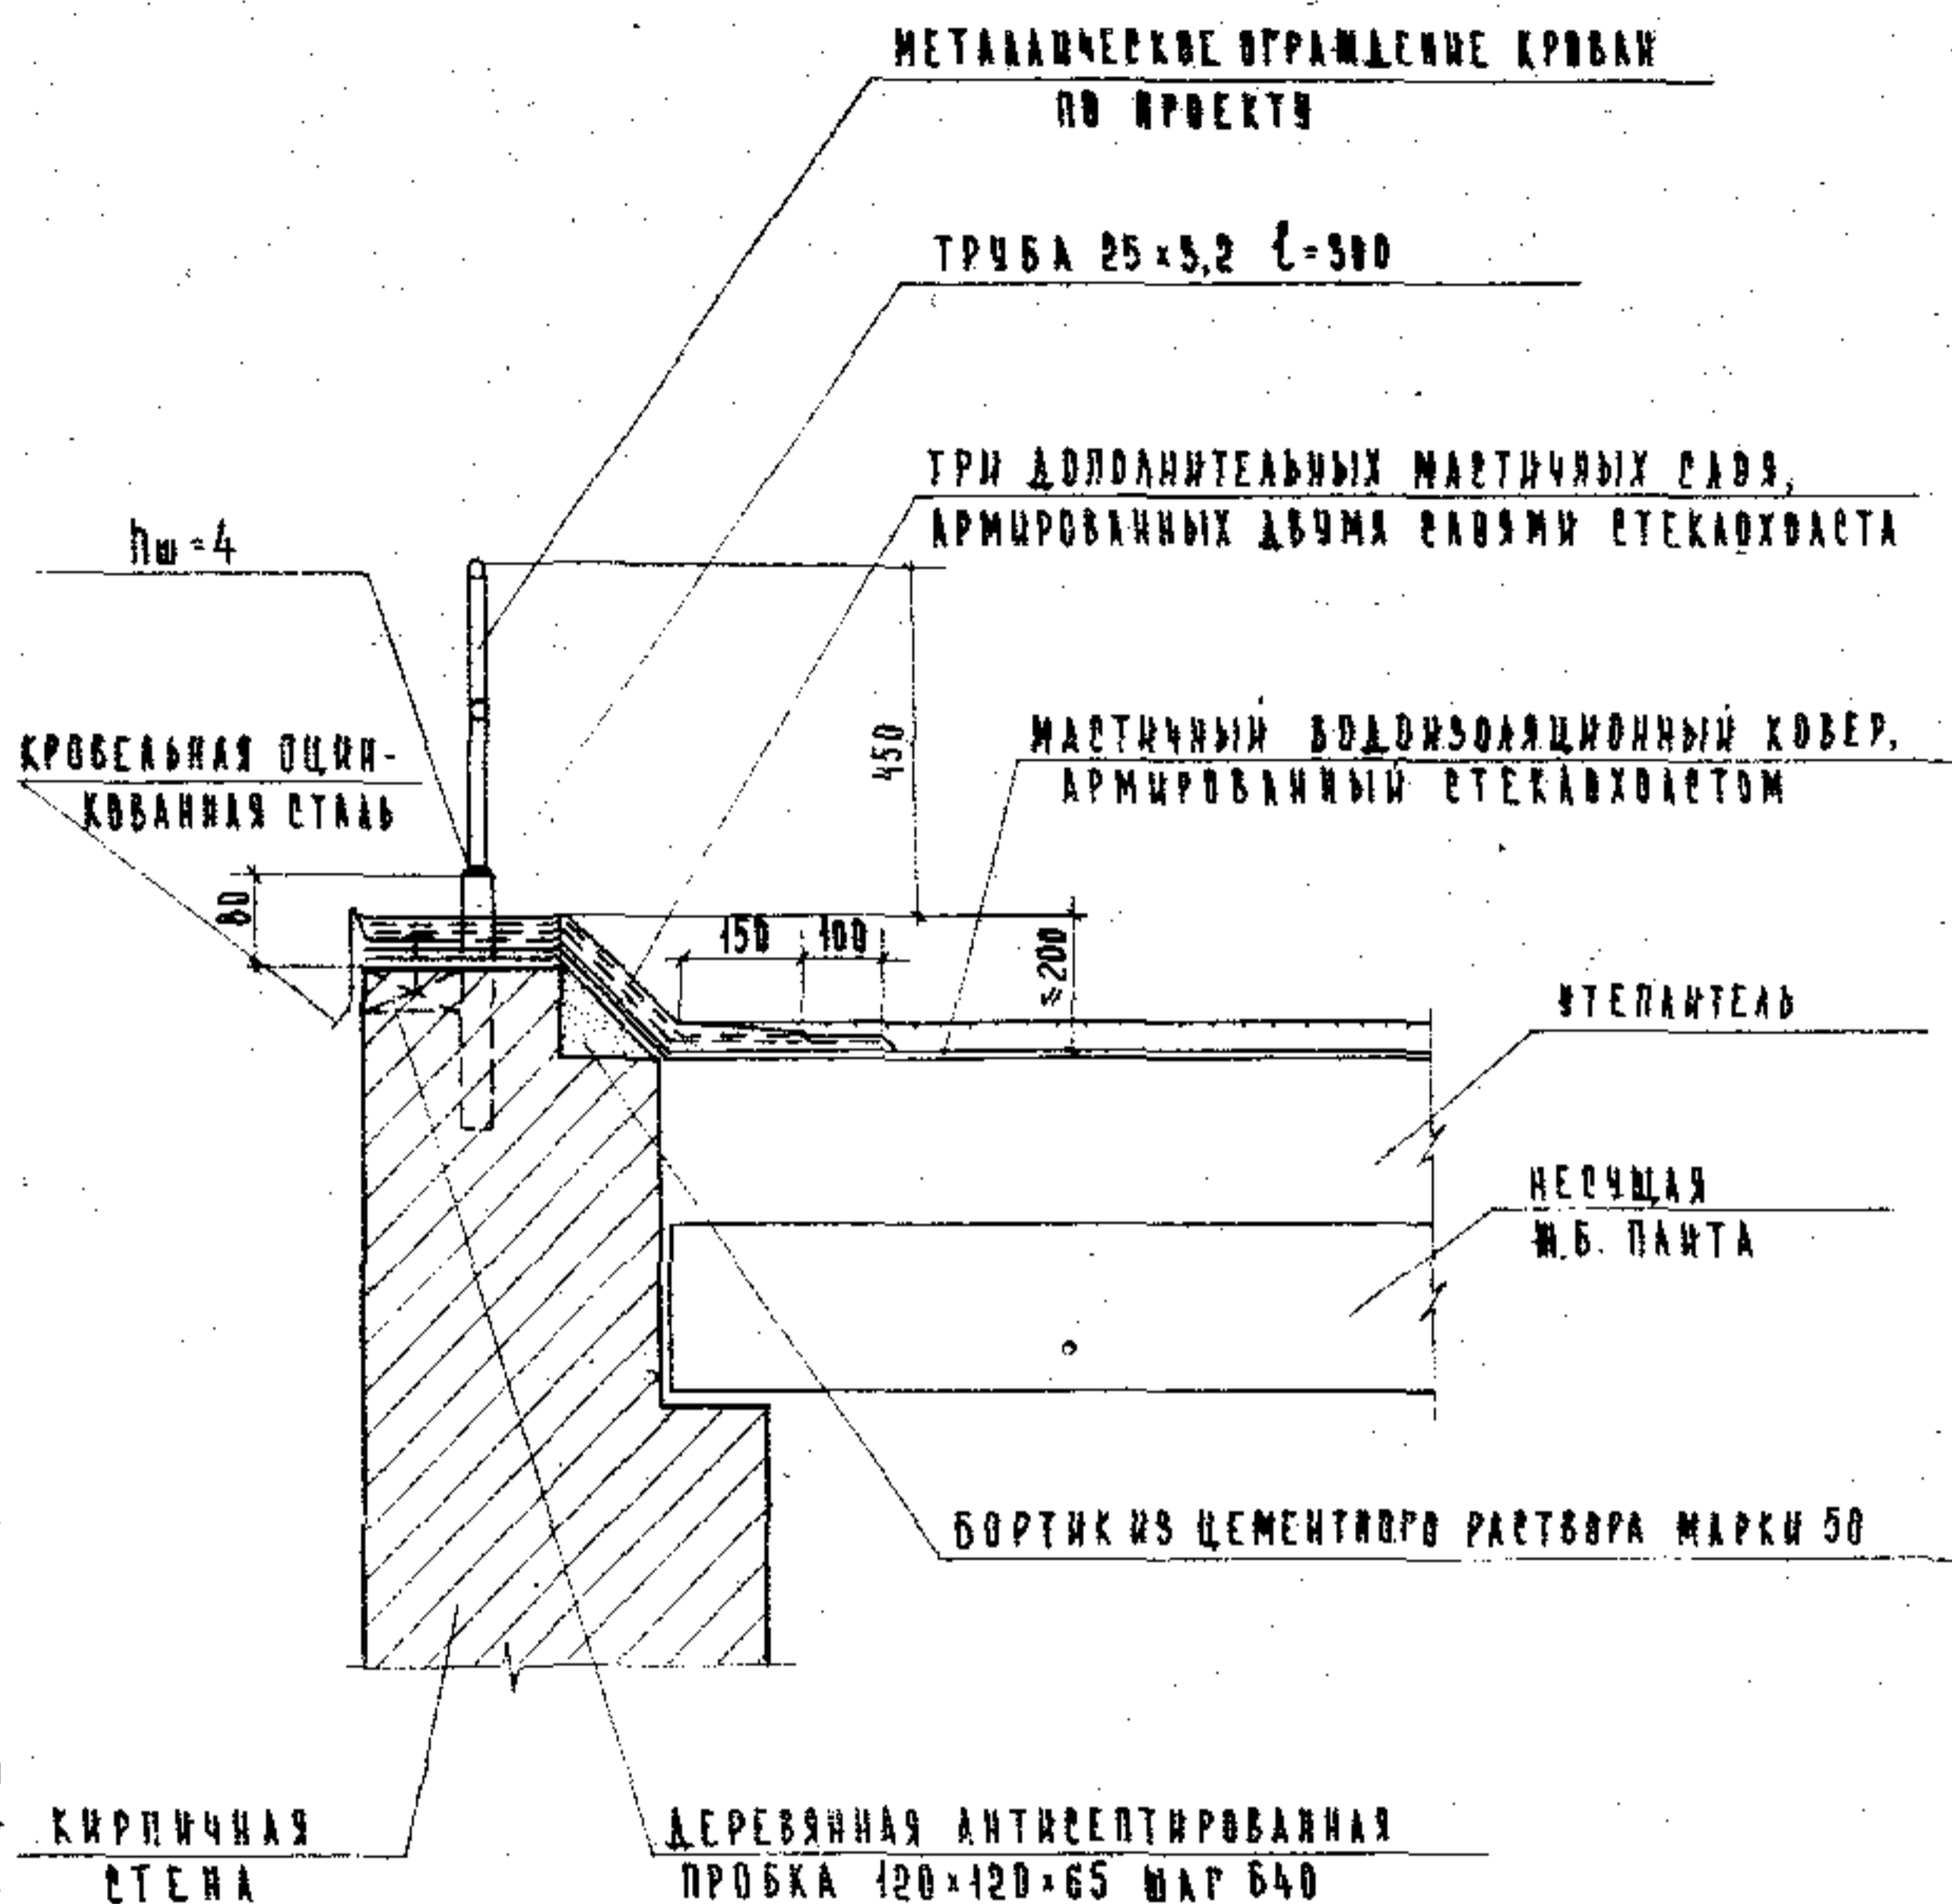 МЕТАЛЛИЧЕСКОЕ ОГРАЖДЕНИЕ КРОВЛИ
ПО ПРОЕКТУ
ТРУБА 25×3,2 ℓ=300
ТРИ ДОПОЛНИТЕЛЬНЫХ МАСТИЧНЫХ СЛОЯ,
АРМИРОВАННЫХ ДВУМЯ СЛОЯМИ СТЕКЛОХОЛСТА
hш=4
450
МАСТИЧНЫЙ ВОДОИЗОЛЯЦИОННЫЙ КОВЕР,
АРМИРОВАННЫЙ СТЕКЛОХОЛСТОМ
КРОВЕЛЬНАЯ ОЦИН-
КОВАННАЯ СТАЛЬ
80
150
100
≤200
УТЕПЛИТЕЛЬ
НЕСУЩАЯ
Ж.Б. ПЛИТА
БОРТИК ИЗ ЦЕМЕНТНОГО РАСТВОРА МАРКИ 50
КИРПИЧНАЯ
СТЕНА
ДЕРЕВЯННАЯ АНТИСЕПТИРОВАННАЯ
ПРОБКА 120×120×65 ШАГ 640